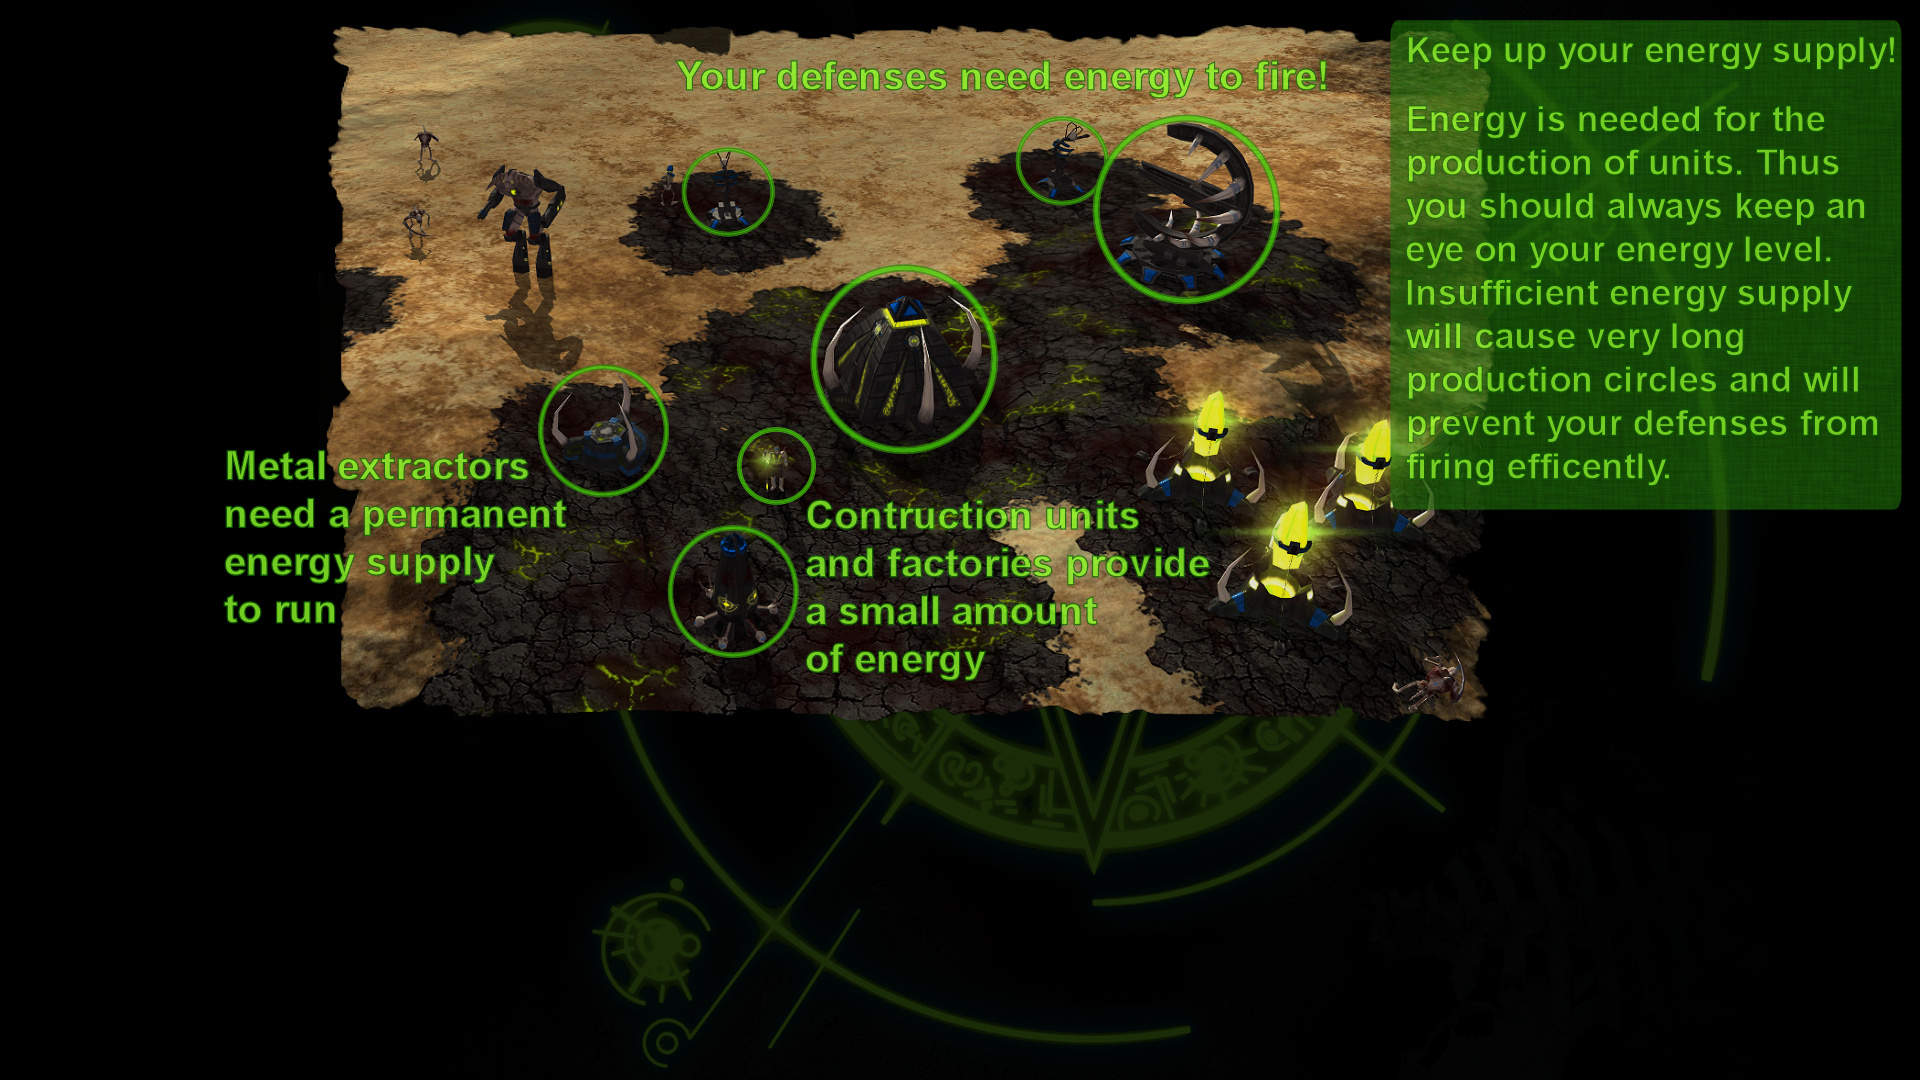 Your defenses need energy to fire!
Keep up your energy supply!
Energy is needed for the
production of units. Thus
you should always keep an
eye on your energy level.
Insufficient energy supply
will cause very long
production circles and will
prevent your defenses from
firing efficently.
Metal extractors
need a permanent
energy supply
to run
Contruction units
and factories provide
a small amount
of energy